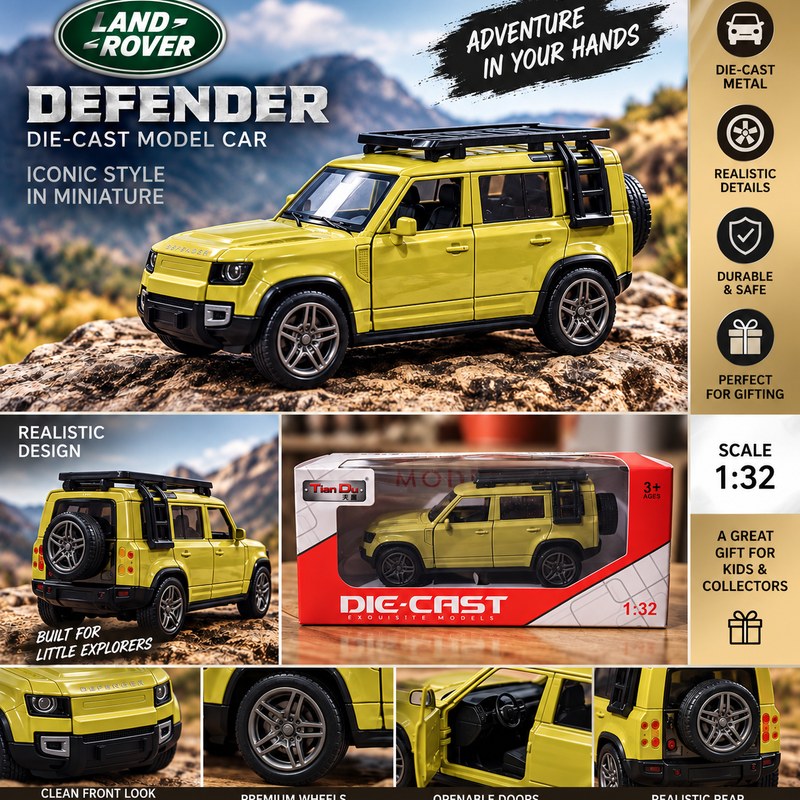 LAND-
-ROVER
DEFENDER
DIE-CAST MODEL CAR
ICONIC STYLE
IN MINIATURE
ADVENTURE
IN YOUR HANDS
DEFENDER
DIE-CAST
METAL
REALISTIC
DETAILS
DURABLE
& SAFE
PERFECT
FOR GIFTING
REALISTIC
DESIGN
BUILT FOR
LITTLE EXPLORERS
Tian Du
MOD
3+
AGES
DIE-CAST
EXQUISITE MODELS
1:32
SCALE
1:32
A GREAT
GIFT FOR
KIDS &
COLLECTORS
DEFENDER
CLEAN FRONT LOOK
PREMIUM WHEELS
OPENABLE DOORS
REALISTIC REAR